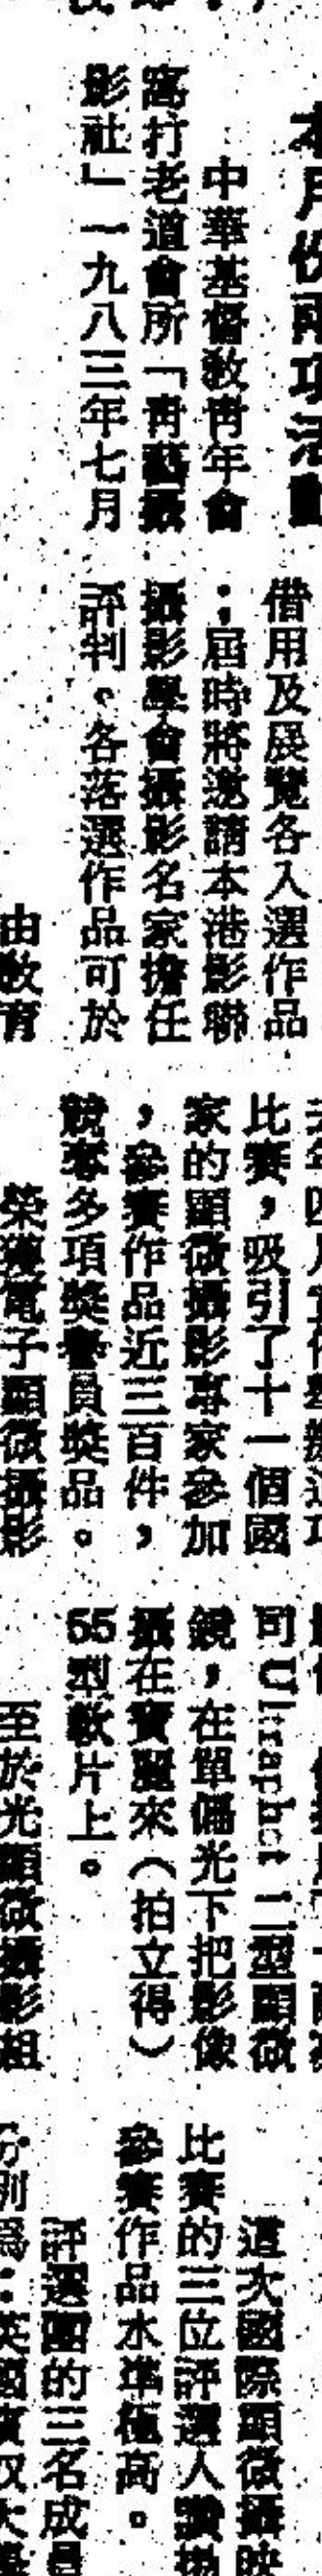 本月份兩項活動
中華基督教青年會
窩打老道會所「青藝攝
影社」一九八三年七月
借用及展覽各入選作品
；屆時將邀請本港影聯
攝影學會攝影名家擔任
評判。各落選作品可於
由教育
比賽，吸引了十一個國
家的顯微攝影專家參加
，參賽作品近三百件，
競奪多項獎譽員獎品。
榮獲電子顯微攝影
司Ultraphot二型顯微
鏡，在單偏光下把影像
攝在寶麗來（拍立得）
55型軟片上。
至於光顯微攝影組
這次國際顯微攝映
比賽的三位評選人讚揚
參賽作品水準極高。
評選團的三名成員